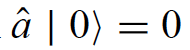 â | 0⟩ = 0